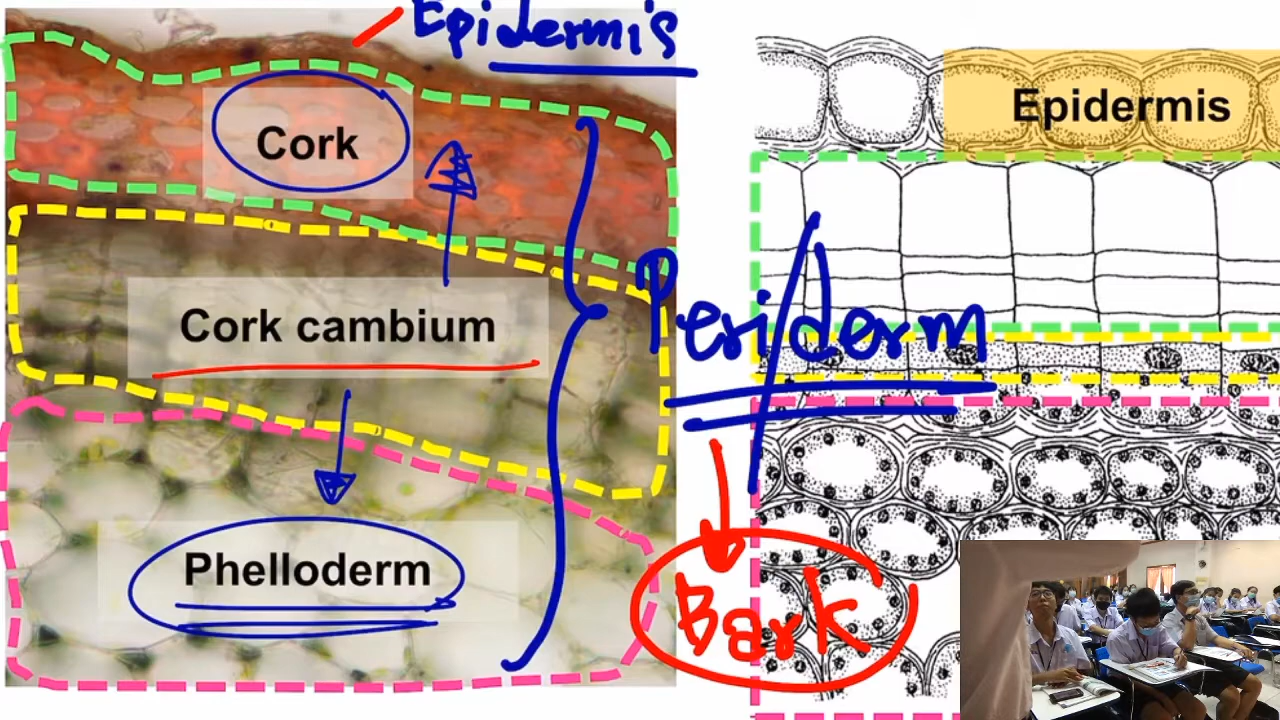 Epidermis
Cork
Epidermis
Cork cambium
Periderm
Phelloderm
Bark